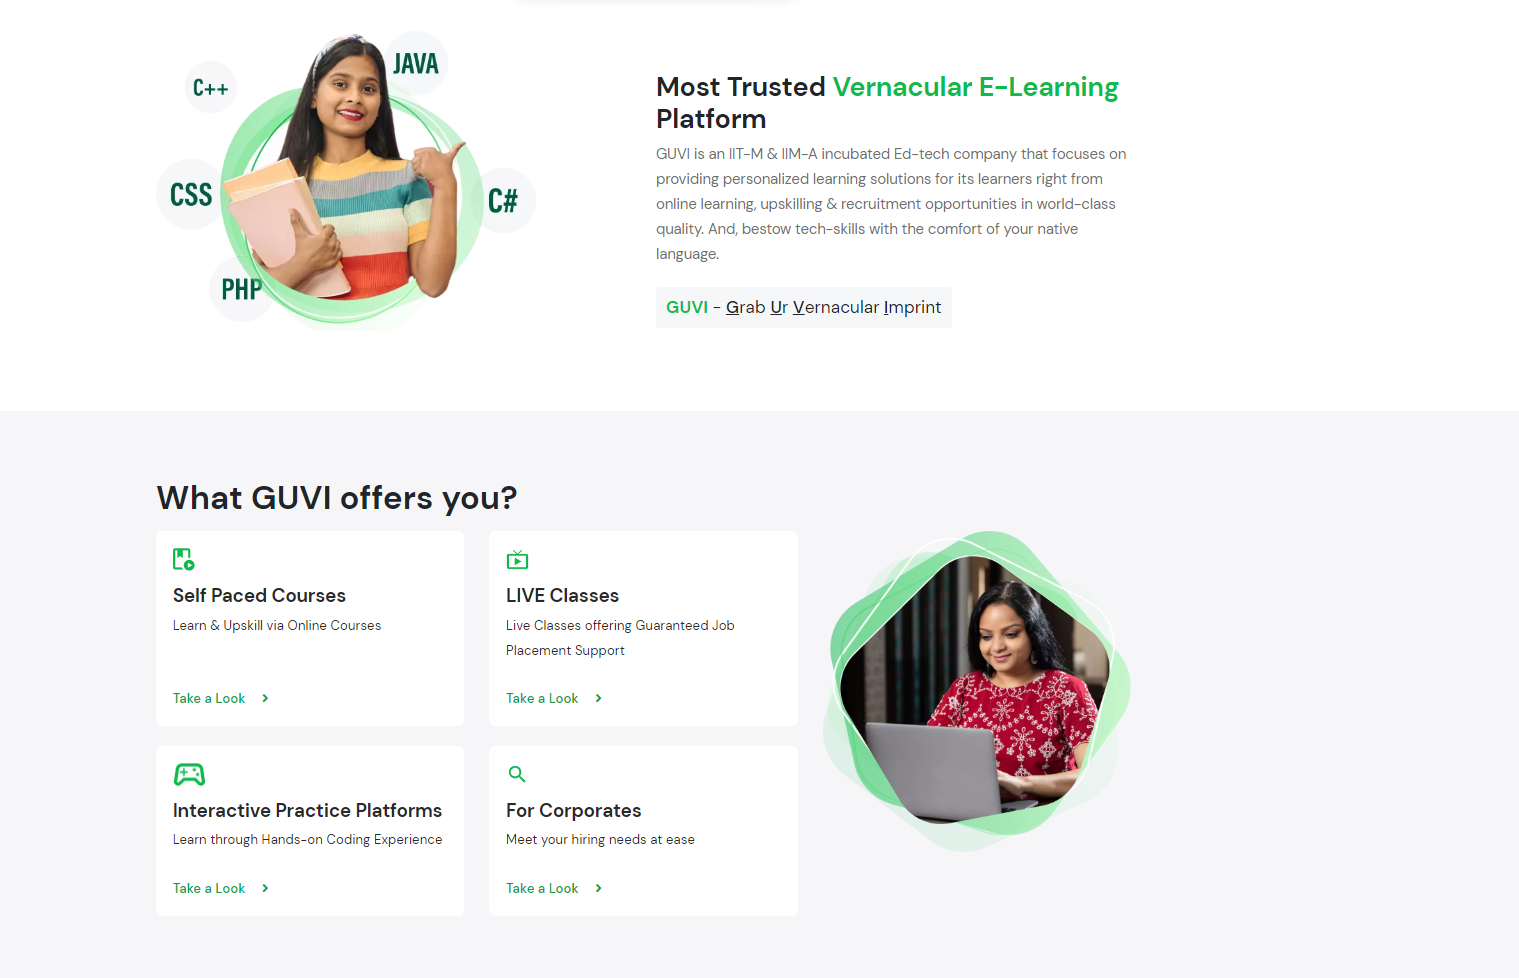 C++
JAVA
CSS
C#
PHP
Most Trusted Vernacular E-Learning
Platform
GUVI is an IIT-M & IIM-A incubated Ed-tech company that focuses on
providing personalized learning solutions for its learners right from
online learning, upskilling & recruitment opportunities in world-class
quality. And, bestow tech-skills with the comfort of your native
language.
GUVI - Grab Ur Vernacular Imprint
What GUVI offers you?
Self Paced Courses
Learn & Upskill via Online Courses
Take a Look
LIVE Classes
Live Classes offering Guaranteed Job
Placement Support
Take a Look
Interactive Practice Platforms
Learn through Hands-on Coding Experience
Take a Look
For Corporates
Meet your hiring needs at ease
Take a Look